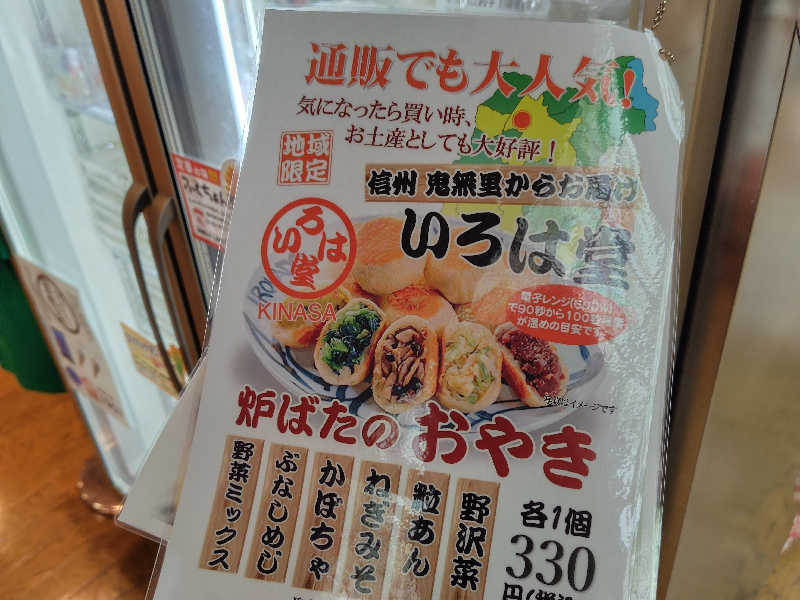 通販でも大人気!
気になったら買い時、
お土産としても大好評!
地域
限定
信州 鬼無里からお届け
いろは堂
いろは堂
KINASA
電子レンジ(500W)
で90秒から100秒
が温めの目安です
炉ばたのおやき
野沢菜
粒あん
ねぎみそ
かぼちゃ
ぶなしめじ
野菜ミックス
各1個
330